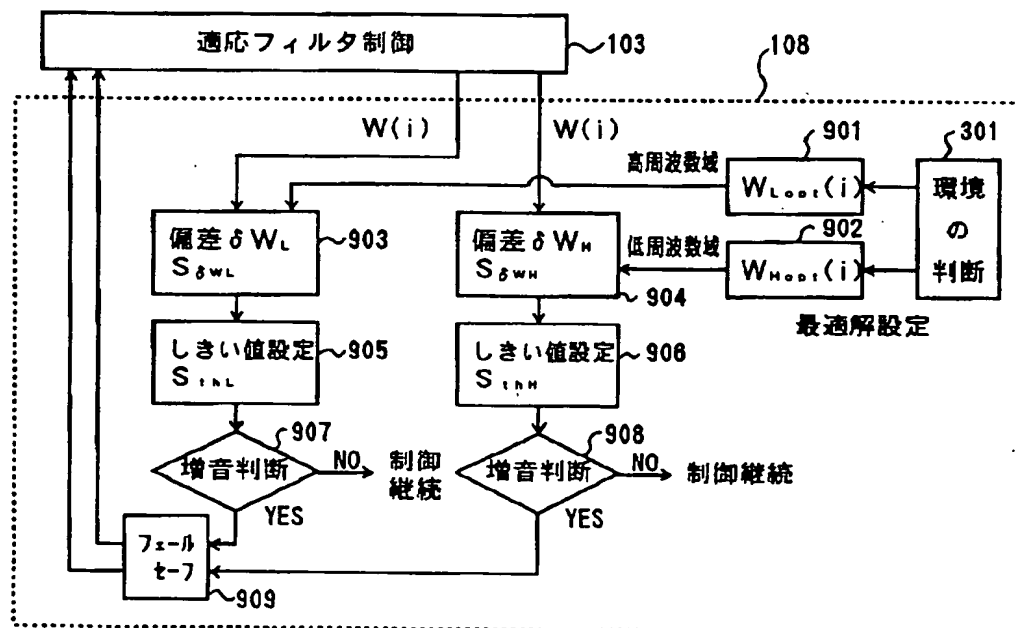 適応フィルタ制御
103
108
W(i)
W(i)
高周波数域
901
301
W Lopt(i)
環境
の
判断
偏差δWL
SδWL
903
偏差δWH
SδWH
904
低周波数域
902
W Hopt(i)
最適解設定
しきい値設定
SthL
905
しきい値設定
SthH
906
907
増音判断
NO
制御
継続
YES
908
増音判断
NO
制御継続
YES
フェール
セーフ
909